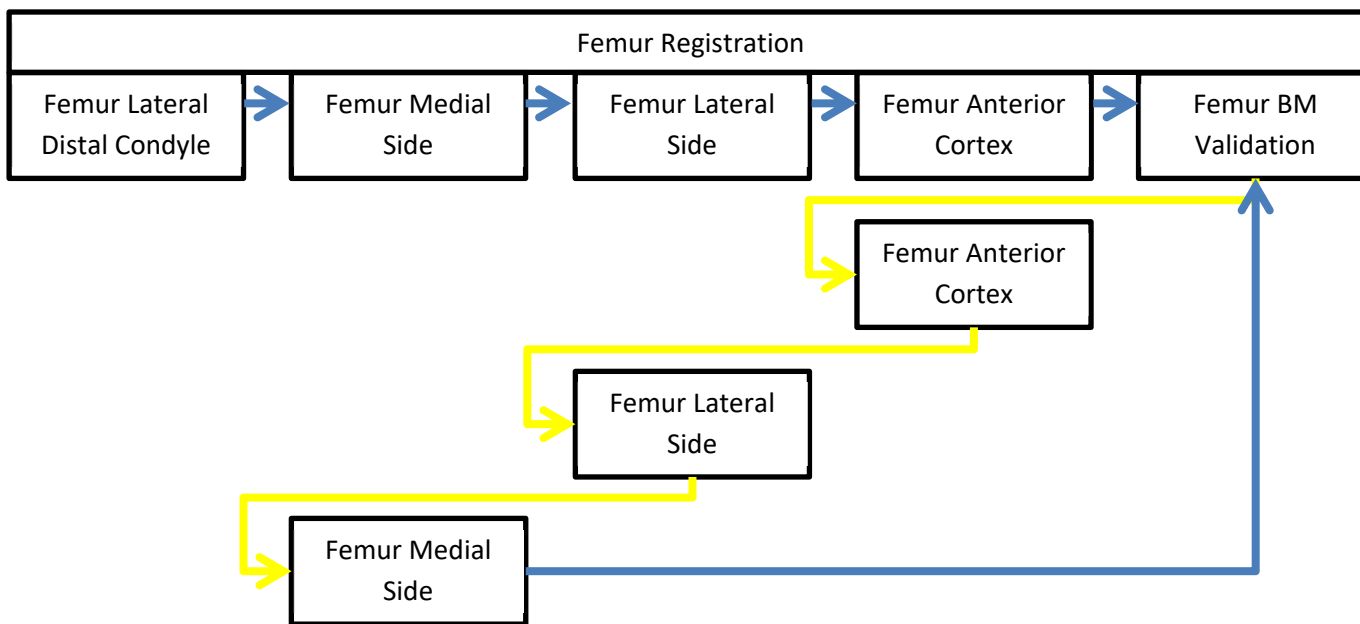 Femur Registration
Femur Lateral
Distal Condyle
Femur Medial
Side
Femur Lateral
Side
Femur Anterior
Cortex
Femur BM
Validation
Femur Anterior
Cortex
Femur Lateral
Side
Femur Medial
Side